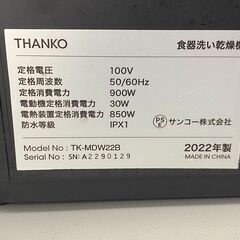 THANKO 食器洗い乾燥機
定格電圧 100V
定格周波数 50/60Hz
定格消費電力 900W
電動機定格消費電力 30W
電熱装置定格消費電力 850W
防水等級 IPX1
PSE サンコー株式会社
Model No : TK-MDW22B 2022年製
Serial No : SN: A2290129 MADE IN CHINA